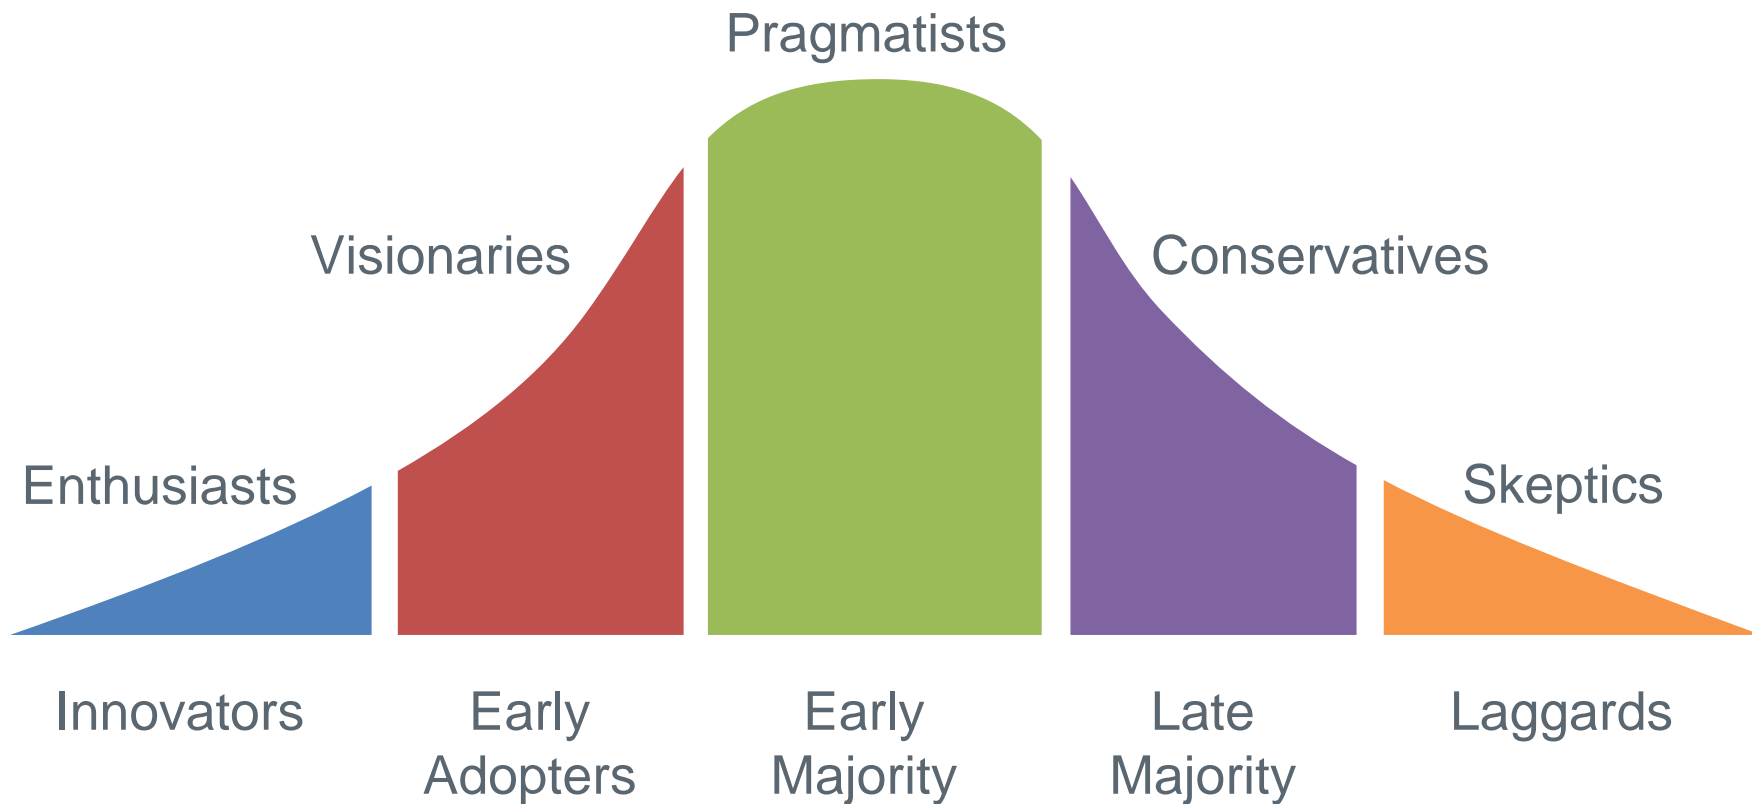 Pragmatists
Visionaries
Conservatives
Enthusiasts
Skeptics
Innovators
Early
Adopters
Early
Majority
Late
Majority
Laggards